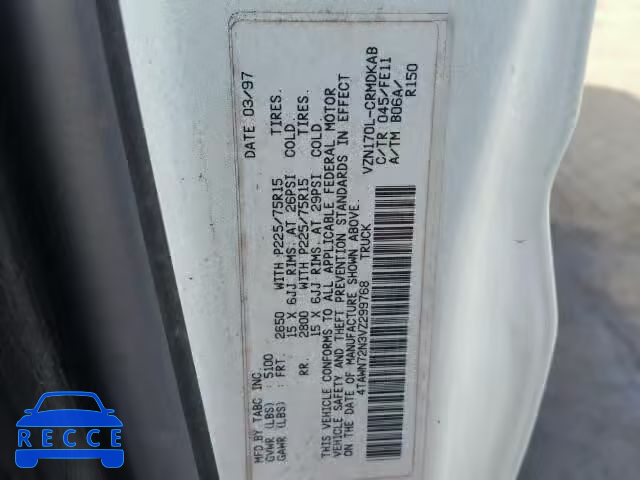 MFD.BY TABC INC. DATE 03/97
GVWR (LBS) : 5100
GAWR (LBS) : FRT. 2650 WITH P225/75R15 TIRES.
15 X 6JJ RIMS. AT 26PSI COLD.
RR. 2800 WITH P225/75R15 TIRES.
15 X 6JJ RIMS. AT 29PSI COLD.
THIS VEHICLE CONFORMS TO ALL APPLICABLE FEDERAL MOTOR
VEHICLE SAFETY AND THEFT PREVENTION STANDARDS IN EFFECT
ON THE DATE OF MANUFACTURE SHOWN ABOVE.
4TAWN72N3VZ299768 TRUCK
VZN170L-CRMDKAB
C/TR 045/FE11
A/TM B06A/
R150
RECCE